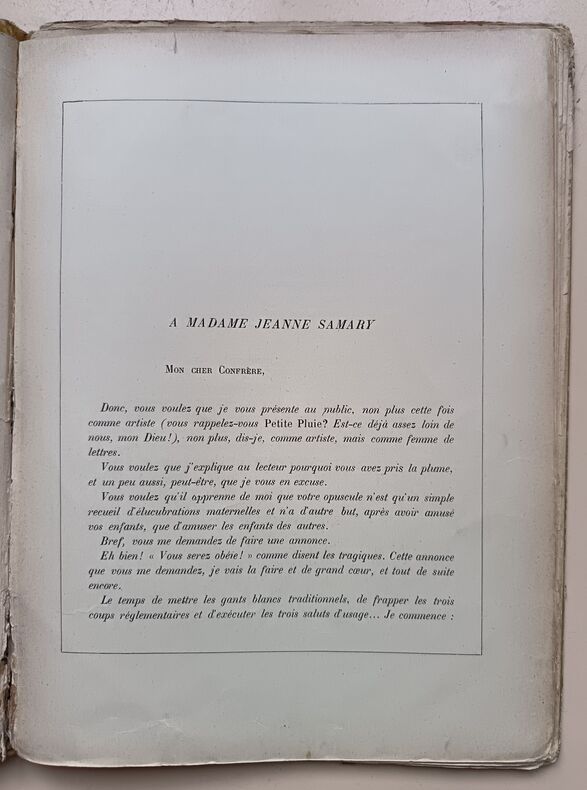 A MADAME JEANNE SAMARY
Mon cher Confrère,
Donc, vous voulez que je vous présente au public, non plus cette fois
comme artiste (vous rappelez-vous Petite Pluie? Est-ce déjà assez loin de
nous, mon Dieu!), non plus, dis-je, comme artiste, mais comme femme de
lettres.
Vous voulez que j'explique au lecteur pourquoi vous avez pris la plume,
et un peu aussi, peut-être, que je vous en excuse.
Vous voulez qu'il apprenne de moi que votre opuscule n'est qu'un simple
recueil d'élucubrations maternelles et n'a d'autre but, après avoir amusé
vos enfants, que d'amuser les enfants des autres.
Bref, vous me demandez de faire une annonce.
Eh bien! « Vous serez obéie! » comme disent les tragiques. Cette annonce
que vous me demandez, je vais la faire et de grand cœur, et tout de suite
encore.
Le temps de mettre les gants blancs traditionnels, de frapper les trois
coups réglementaires et d'exécuter les trois saluts d'usage... Je commence :